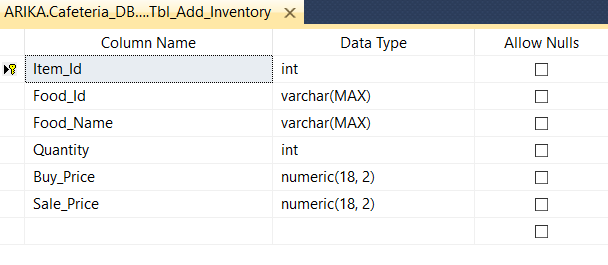 ARIKA.Cafeteria_DB....Tbl_Add_Inventory ×
Column Name Data Type Allow Nulls
Item_Id int
Food_Id varchar(MAX)
Food_Name varchar(MAX)
Quantity int
Buy_Price numeric(18, 2)
Sale_Price numeric(18, 2)